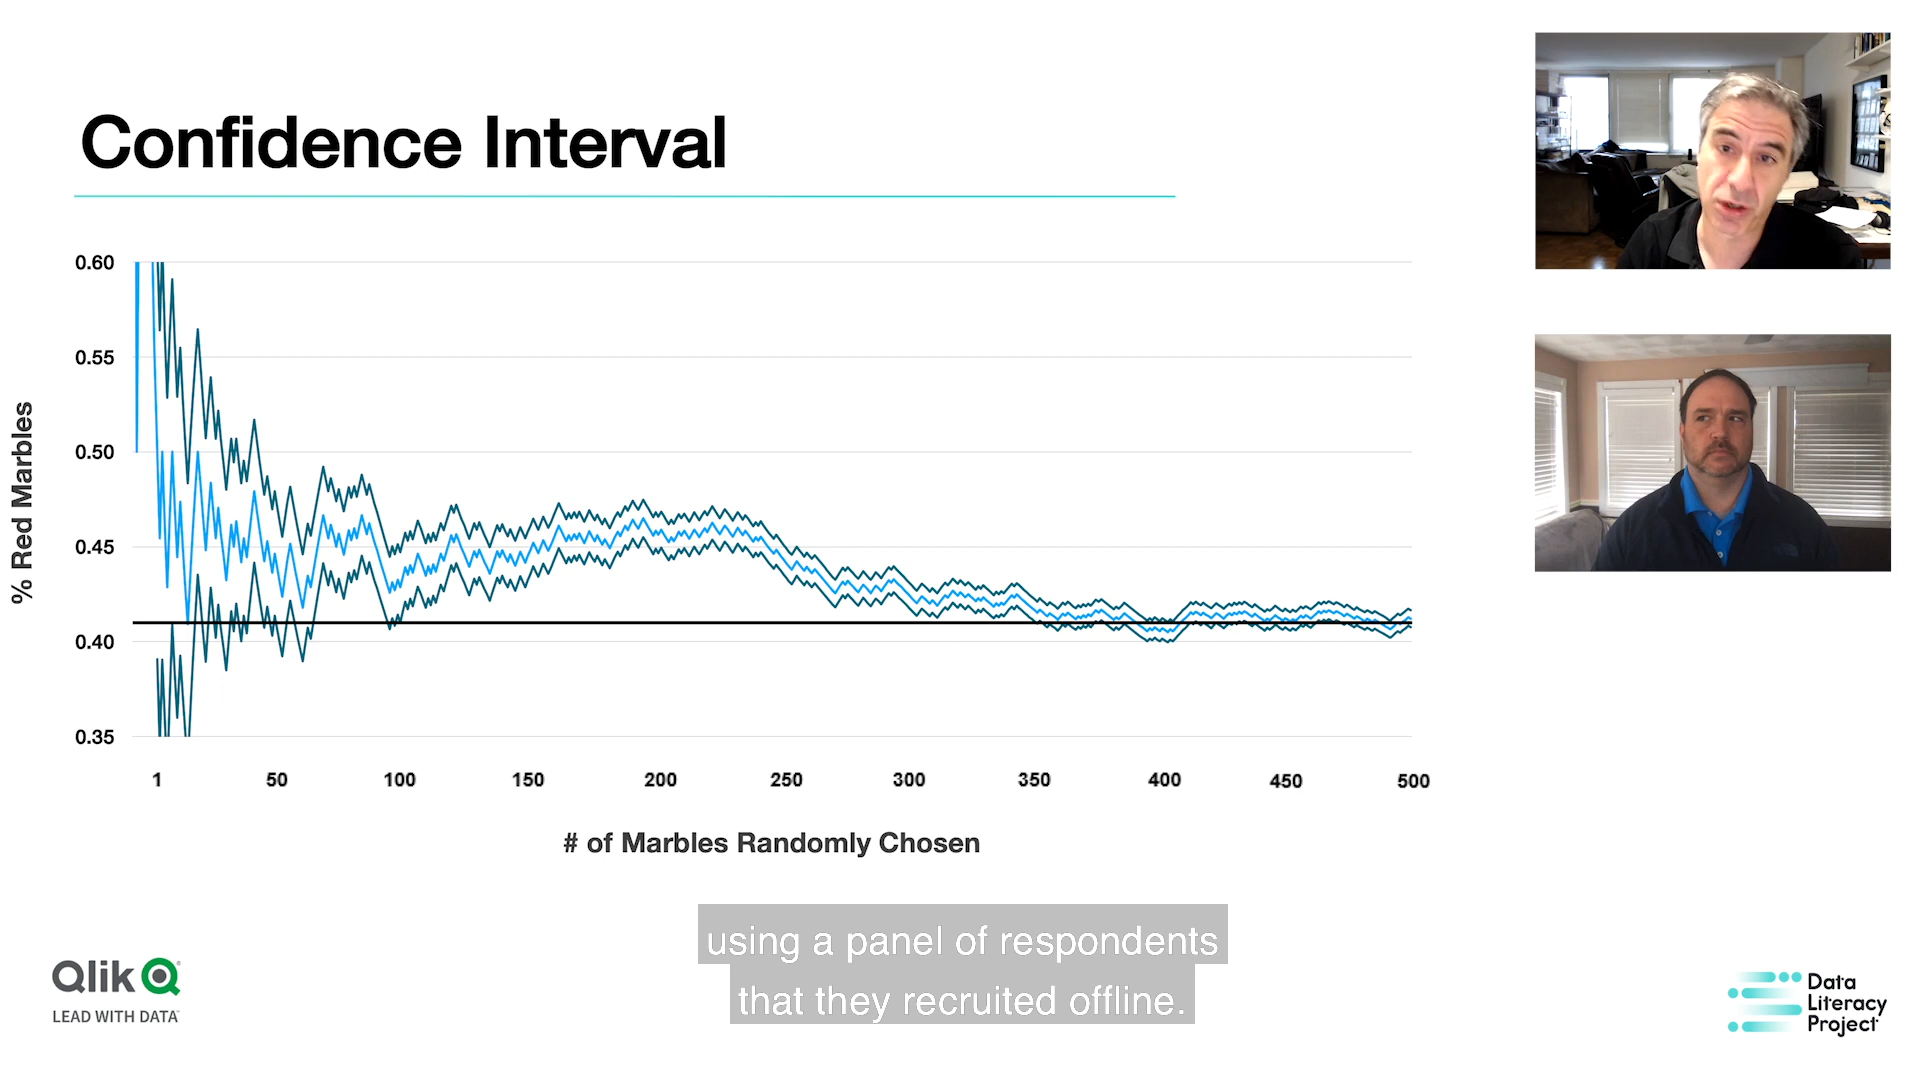 Confidence Interval
0.60
0.55
0.50
0.45
0.40
0.35
% Red Marbles
1 50 100 150 200 250 300 350 400 450 500
# of Marbles Randomly Chosen
using a panel of respondents
that they recruited offline.
Qlik
LEAD WITH DATA
Data
Literacy
Project